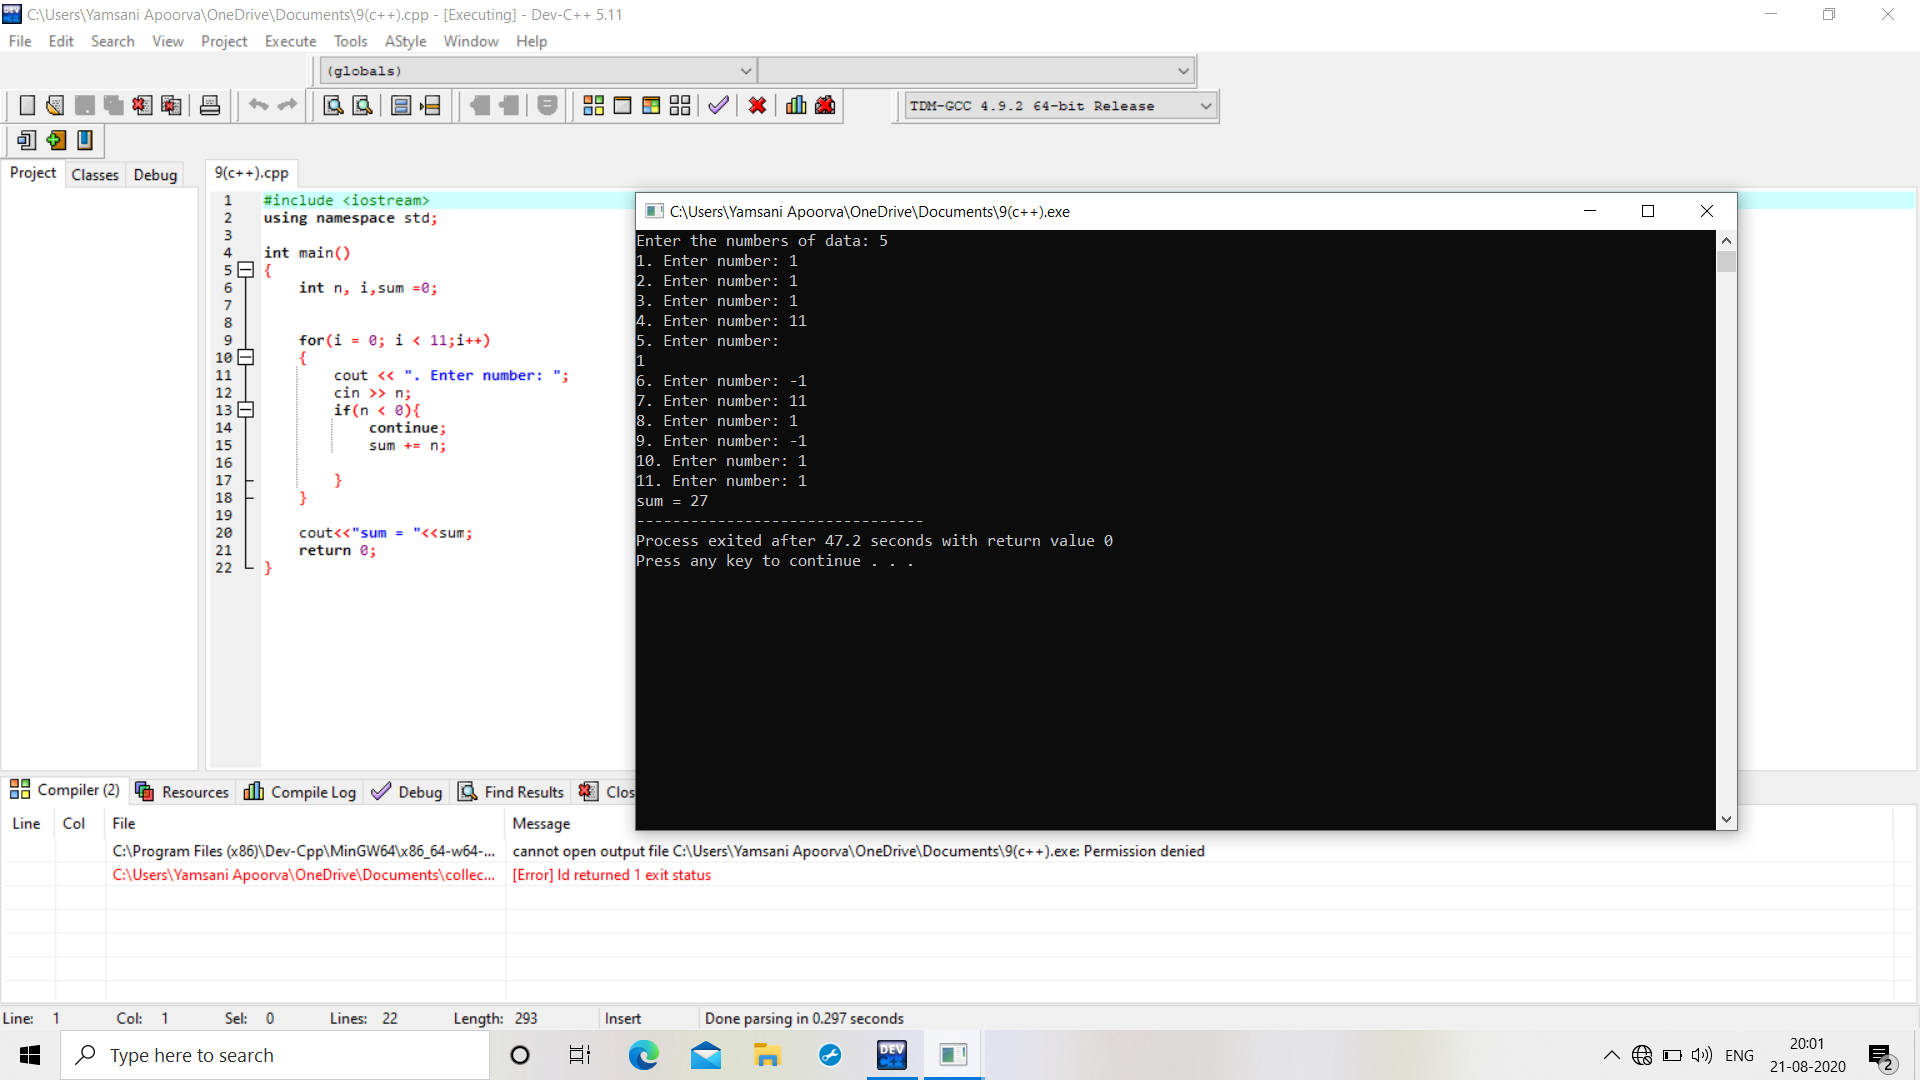 C:\Users\Yamsani Apoorva\OneDrive\Documents\9(c++).cpp - [Executing] - Dev-C++ 5.11
File Edit Search View Project Execute Tools AStyle Window Help
(globals)
TDM-GCC 4.9.2 64-bit Release
Project Classes Debug 9(c++).cpp
1 #include <iostream>
2 using namespace std;
3
4 int main()
5 {
6 int n, i,sum =0;
7
8
9 for(i = 0; i < 11;i++)
10 {
11 cout << ". Enter number: ";
12 cin >> n;
13 if(n < 0){
14 continue;
15 sum += n;
16
17 }
18 }
19
20 cout<<"sum = "<<sum;
21 return 0;
22 }
C:\Users\Yamsani Apoorva\OneDrive\Documents\9(c++).exe
Enter the numbers of data: 5
1. Enter number: 1
2. Enter number: 1
3. Enter number: 1
4. Enter number: 11
5. Enter number:
1
6. Enter number: -1
7. Enter number: 11
8. Enter number: 1
9. Enter number: -1
10. Enter number: 1
11. Enter number: 1
sum = 27
--------------------------------
Process exited after 47.2 seconds with return value 0
Press any key to continue . . .
Compiler (2) Resources Compile Log Debug Find Results Clos
Line Col File Message
C:\Program Files (x86)\Dev-Cpp\MinGW64\x86_64-w64-... cannot open output file C:\Users\Yamsani Apoorva\OneDrive\Documents\9(c++).exe: Permission denied
C:\Users\Yamsani Apoorva\OneDrive\Documents\collec... [Error] ld returned 1 exit status
Line: 1 Col: 1 Sel: 0 Lines: 22 Length: 293 Insert Done parsing in 0.297 seconds
Type here to search
DEV C++
ENG
20:01
21-08-2020
2